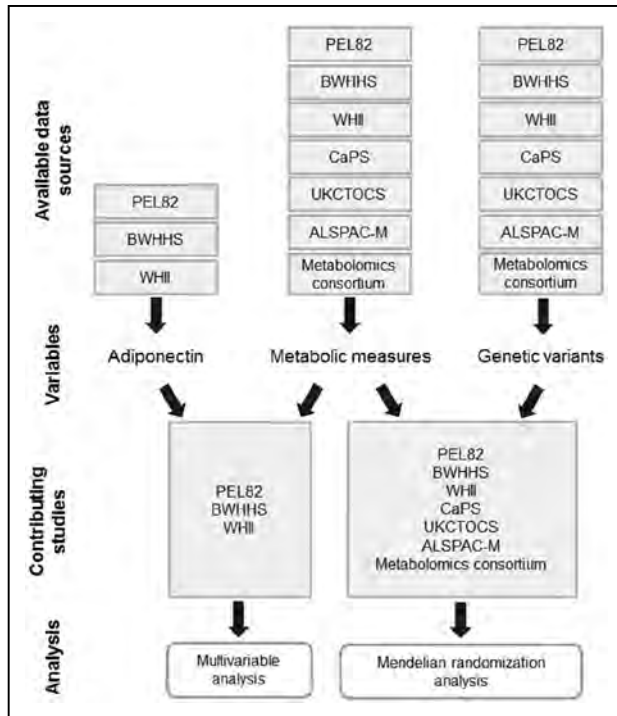 Available data
sources
PEL82
BWHHS
WHII
PEL82
BWHHS
WHII
CaPS
UKCTOCS
ALSPAC-M
Metabolomics
consortium
PEL82
BWHHS
WHII
CaPS
UKCTOCS
ALSPAC-M
Metabolomics
consortium
Variables
Adiponectin
Metabolic measures
Genetic variants
Contributing
studies
PEL82
BWHHS
WHII
PEL82
BWHHS
WHII
CaPS
UKCTOCS
ALSPAC-M
Metabolomics consortium
Analysis
Multivariable
analysis
Mendelian randomization
analysis